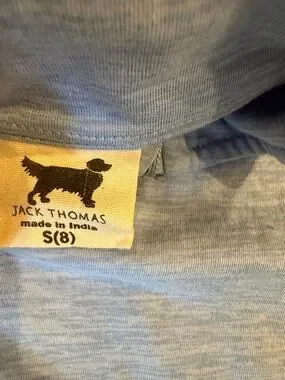 JACK THOMAS
made in India
S(8)